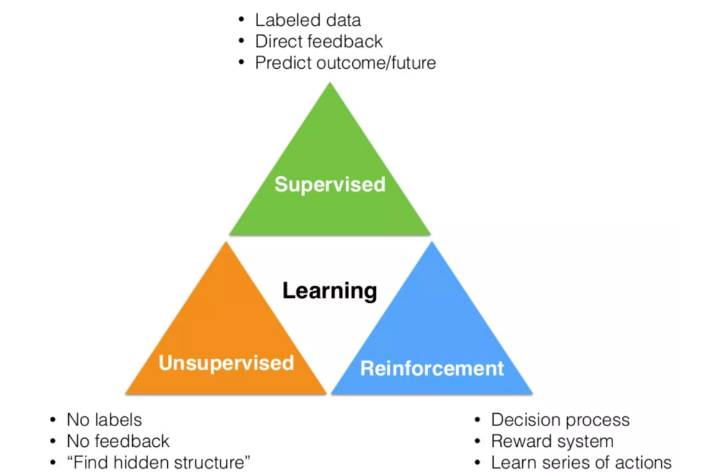 • Labeled data
• Direct feedback
• Predict outcome/future
Supervised
Learning
Unsupervised
Reinforcement
• No labels
• No feedback
• “Find hidden structure”
• Decision process
• Reward system
• Learn series of actions